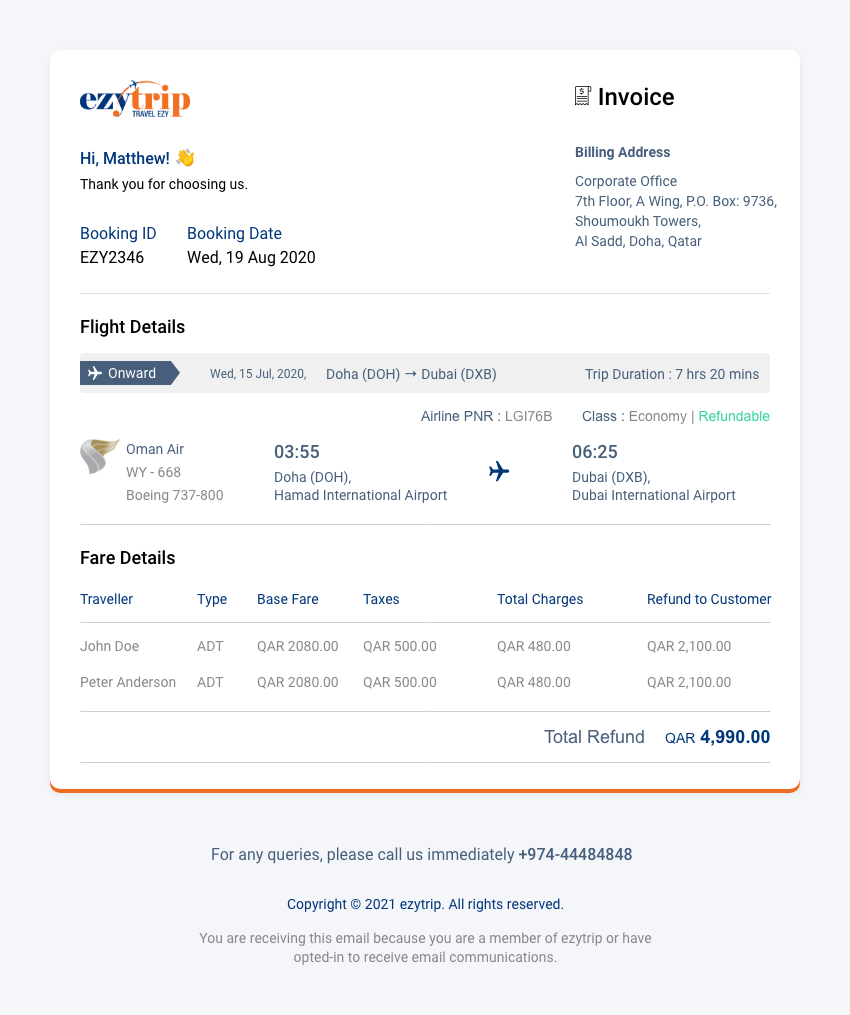 ezytrip
TRAVEL EZY
Invoice
Hi, Matthew! 👋
Thank you for choosing us.
Booking ID Booking Date
EZY2346 Wed, 19 Aug 2020
Billing Address
Corporate Office
7th Floor, A Wing, P.O. Box: 9736,
Shoumoukh Towers,
Al Sadd, Doha, Qatar
Flight Details
Onward Wed, 15 Jul, 2020, Doha (DOH) → Dubai (DXB) Trip Duration : 7 hrs 20 mins
Airline PNR : LGI76B Class : Economy | Refundable
Oman Air
WY - 668
Boeing 737-800
03:55
Doha (DOH),
Hamad International Airport
06:25
Dubai (DXB),
Dubai International Airport
Fare Details
Traveller Type Base Fare Taxes Total Charges Refund to Customer
John Doe ADT QAR 2080.00 QAR 500.00 QAR 480.00 QAR 2,100.00
Peter Anderson ADT QAR 2080.00 QAR 500.00 QAR 480.00 QAR 2,100.00
Total Refund QAR 4,990.00
For any queries, please call us immediately +974-44484848
Copyright © 2021 ezytrip. All rights reserved.
You are receiving this email because you are a member of ezytrip or have
opted-in to receive email communications.